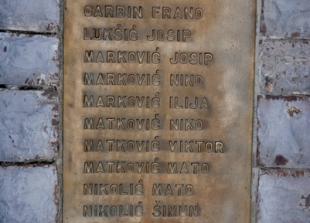 GARBIN FRANO
LUKŠIĆ JOSIP
MARKOVIĆ JOSIP
MARKOVIĆ NIKO
MARKOVIĆ ILIJA
MATKOVIĆ NIKO
MATKOVIĆ VIKTOR
MATKOVIĆ MATO
NIKOLIĆ MATO
NIKOLIĆ ŠIMUN